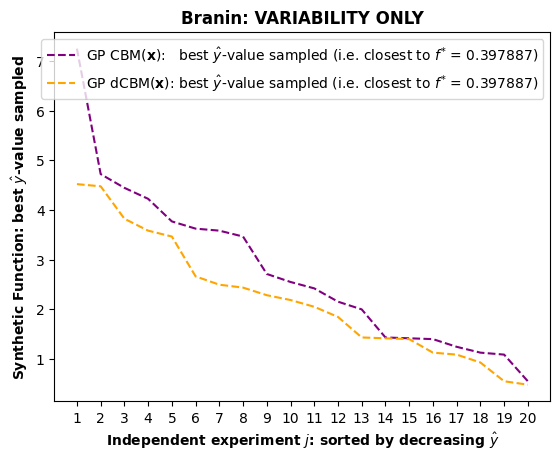 Branin: VARIABILITY ONLY
GP CBM(x):   best ŷ-value sampled (i.e. closest to f* = 0.397887)
GP dCBM(x): best ŷ-value sampled (i.e. closest to f* = 0.397887)
Synthetic Function: best ŷ-value sampled
7
6
5
4
3
2
1
1 2 3 4 5 6 7 8 9 10 11 12 13 14 15 16 17 18 19 20
Independent experiment j: sorted by decreasing ŷ